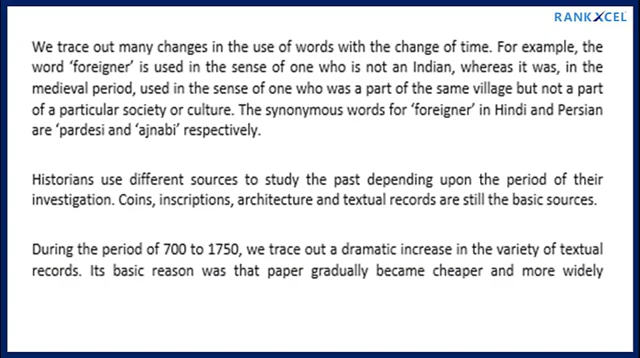 RANKXCEL
We trace out many changes in the use of words with the change of time. For example, the
word ‘foreigner’ is used in the sense of one who is not an Indian, whereas it was, in the
medieval period, used in the sense of one who was a part of the same village but not a part
of a particular society or culture. The synonymous words for ‘foreigner’ in Hindi and Persian
are ‘pardesi and ‘ajnabi’ respectively.
Historians use different sources to study the past depending upon the period of their
investigation. Coins, inscriptions, architecture and textual records are still the basic sources.
During the period of 700 to 1750, we trace out a dramatic increase in the variety of textual
records. Its basic reason was that paper gradually became cheaper and more widely